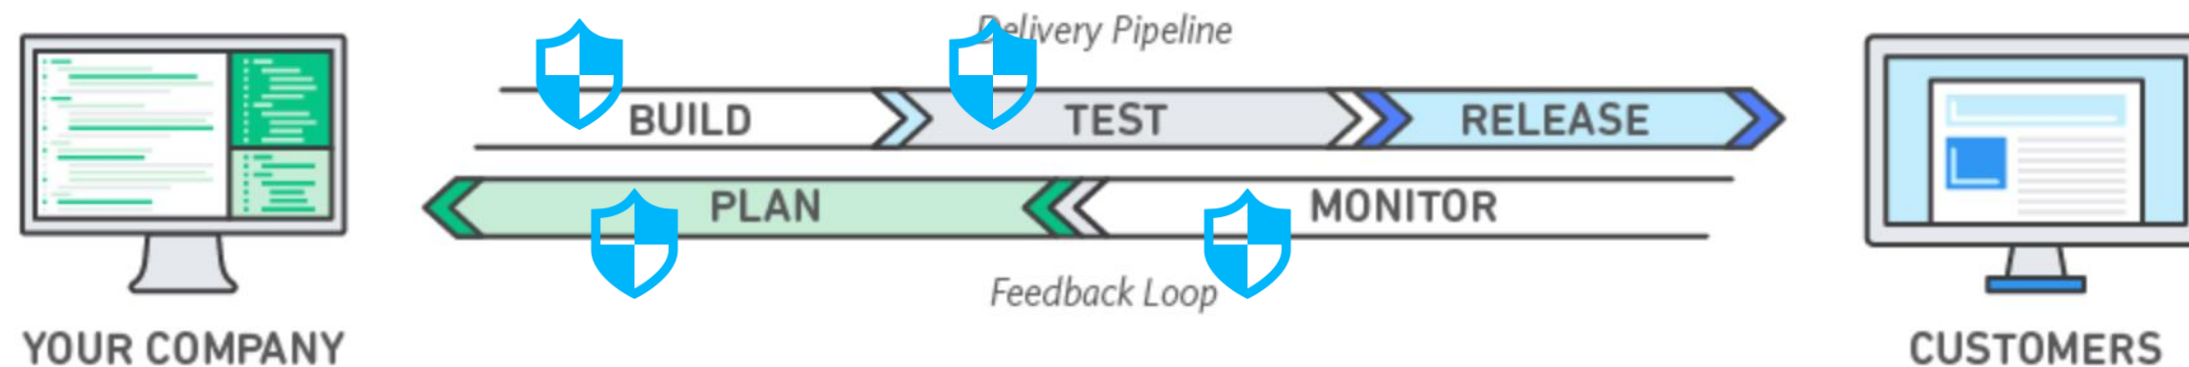 Delivery Pipeline
BUILD
TEST
RELEASE
PLAN
MONITOR
Feedback Loop
YOUR COMPANY
CUSTOMERS